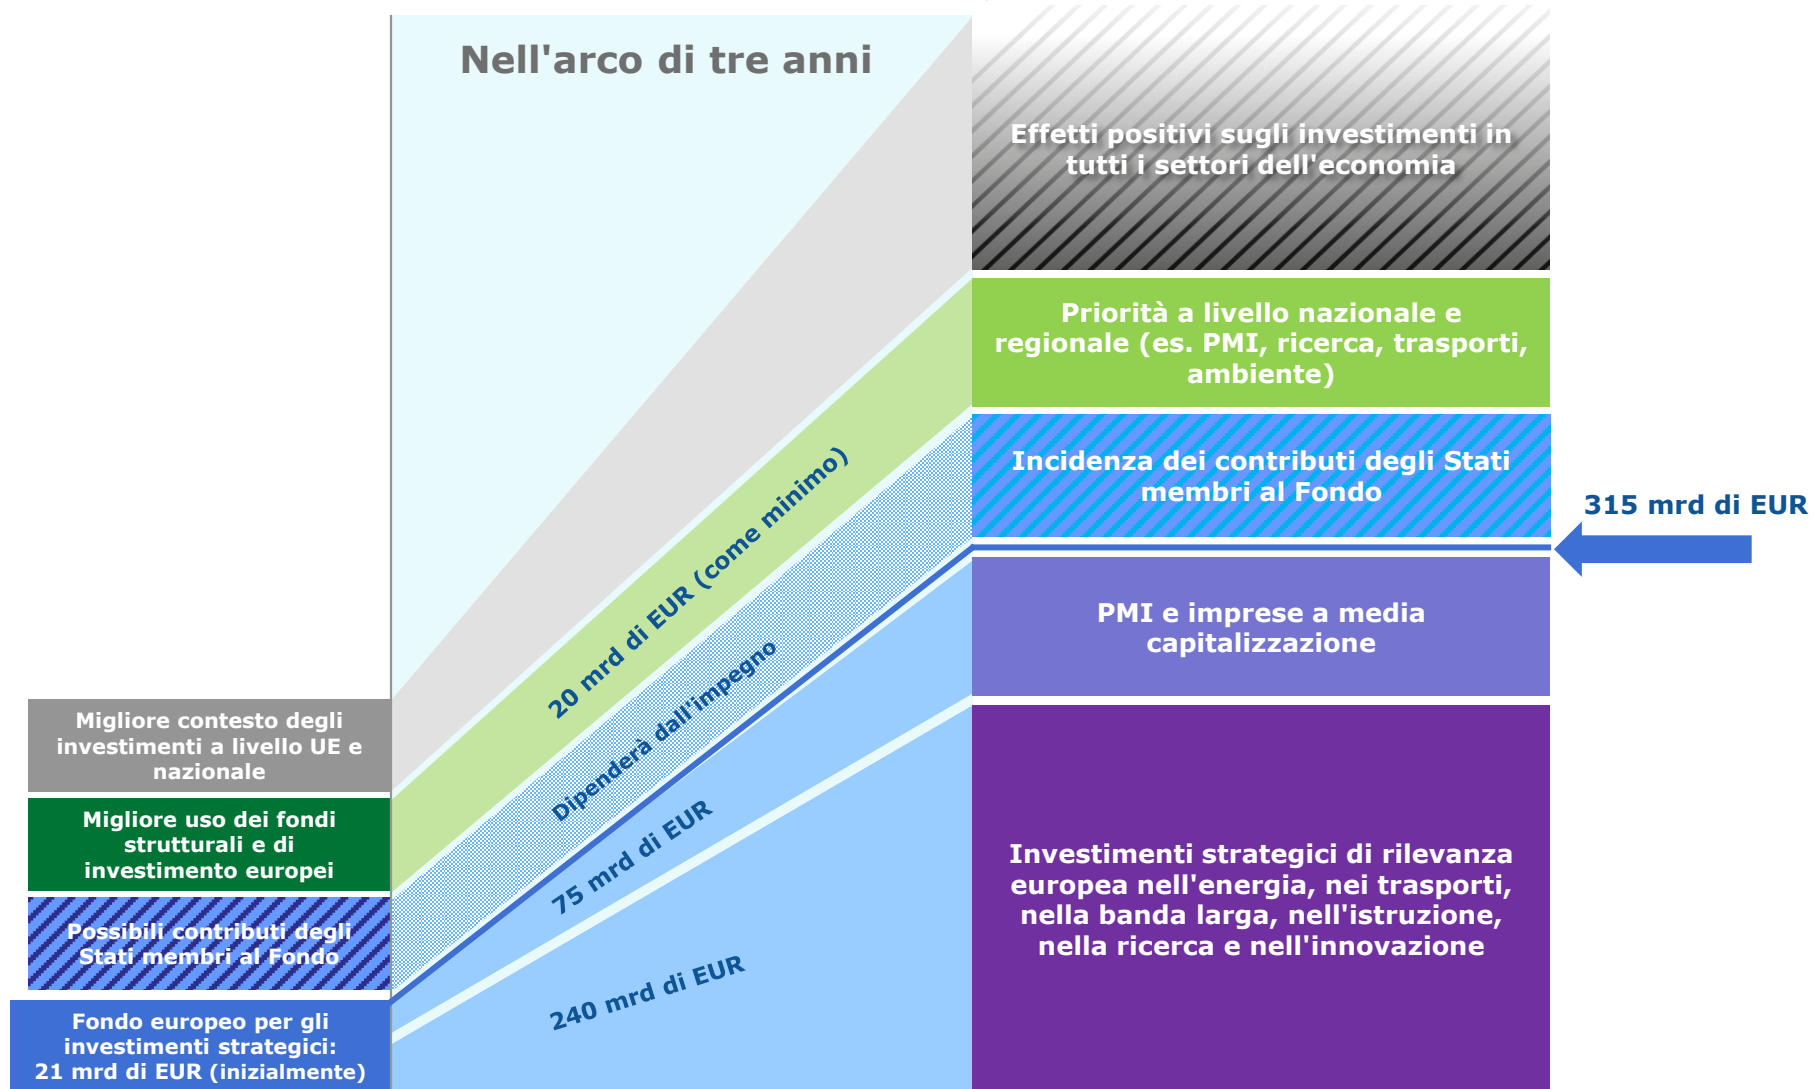 Nell'arco di tre anni
Effetti positivi sugli investimenti in
tutti i settori dell'economia
Priorità a livello nazionale e
regionale (es. PMI, ricerca, trasporti,
ambiente)
Incidenza dei contributi degli Stati
membri al Fondo
315 mrd di EUR
PMI e imprese a media
capitalizzazione
Investimenti strategici di rilevanza
europea nell'energia, nei trasporti,
nella banda larga, nell'istruzione,
nella ricerca e nell'innovazione
20 mrd di EUR (come minimo)
Dipenderà dall'impegno
75 mrd di EUR
240 mrd di EUR
Migliore contesto degli
investimenti a livello UE e
nazionale
Migliore uso dei fondi
strutturali e di
investimento europei
Possibili contributi degli
Stati membri al Fondo
Fondo europeo per gli
investimenti strategici:
21 mrd di EUR (inizialmente)